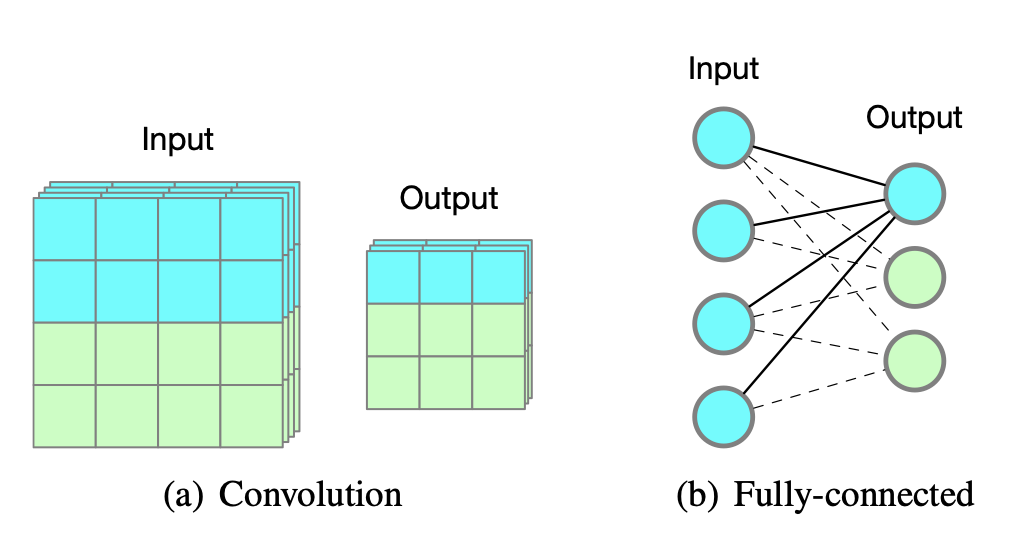 Input
Output
(a) Convolution
Input
Output
(b) Fully-connected